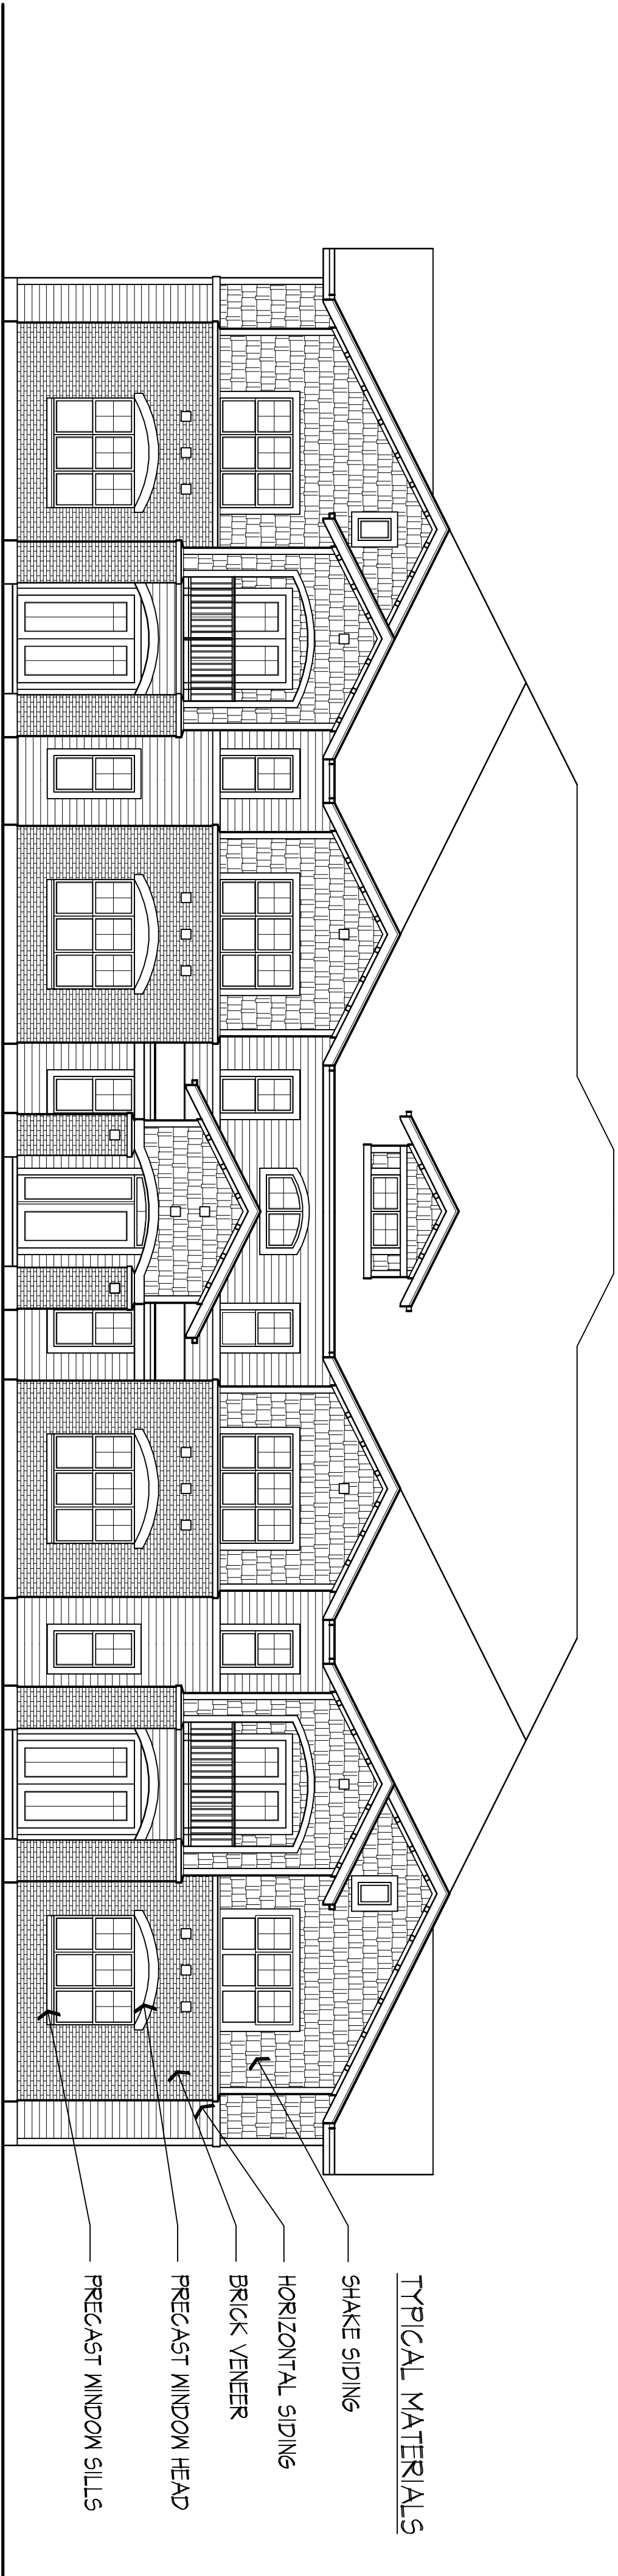 TYPICAL MATERIALS
SHAKE SIDING
HORIZONTAL SIDING
BRICK VENEER
PRECAST WINDOW HEAD
PRECAST WINDOW SILLS